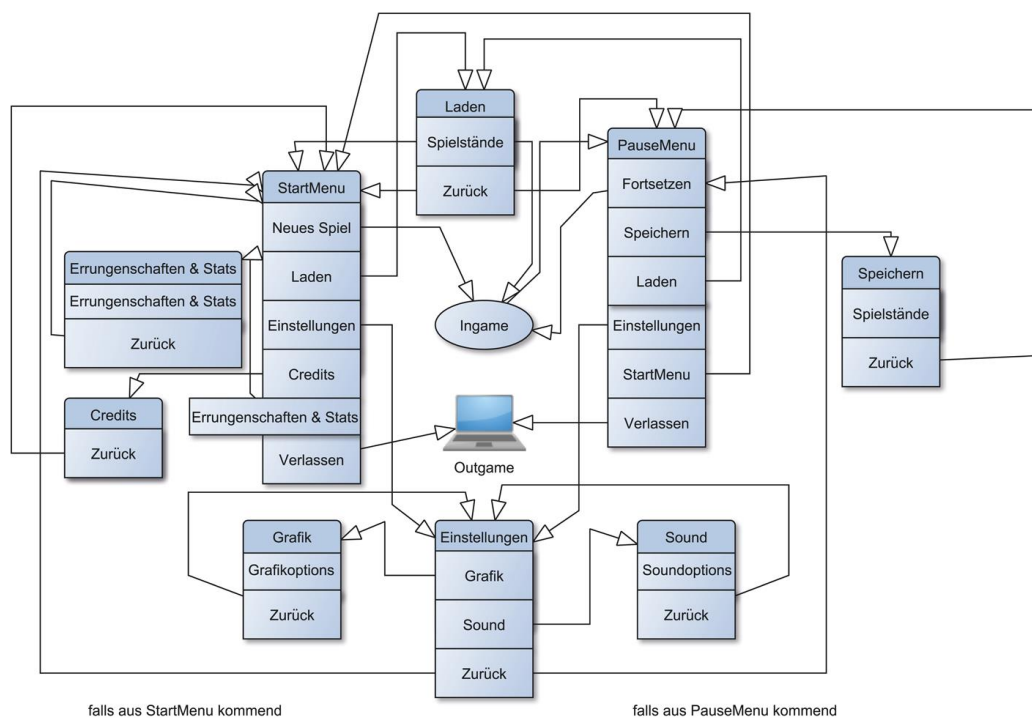 Laden
Spielstände
Zurück
PauseMenu
Fortsetzen
Speichern
Laden
Einstellungen
StartMenu
Verlassen
StartMenu
Neues Spiel
Laden
Einstellungen
Credits
Errungenschaften & Stats
Verlassen
Errungenschaften & Stats
Errungenschaften & Stats
Zurück
Credits
Zurück
Ingame
Outgame
Speichern
Spielstände
Zurück
Grafik
Grafikoptions
Zurück
Einstellungen
Grafik
Sound
Zurück
Sound
Soundoptions
Zurück
falls aus StartMenu kommend
falls aus PauseMenu kommend